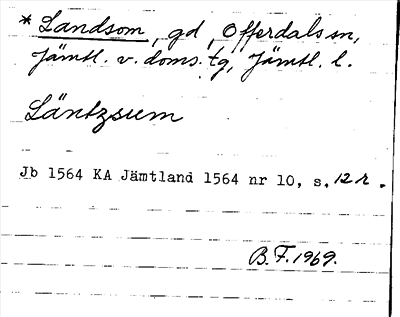 * Landsom, gd, Offerdals sn,
Jämtl. v. doms. tg, Jämtl. l.
Läntzsum
Jb 1564 KA Jämtland 1564 nr 10, s. 12 r.
B.F. 1969.